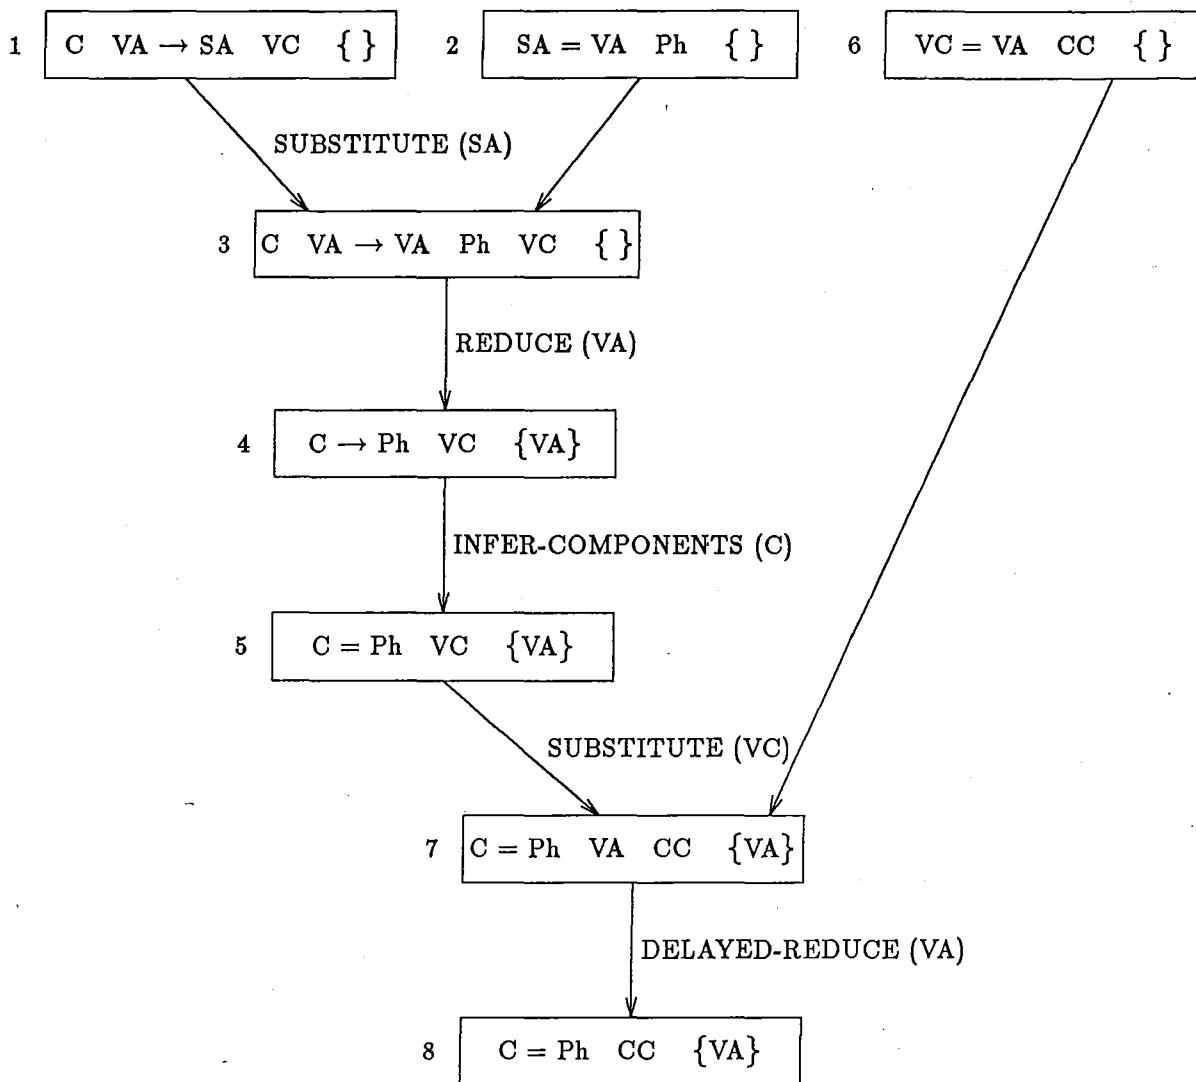 1 C VA → SA VC { } 2 SA = VA Ph { } 6 VC = VA CC { }
SUBSTITUTE (SA)
3 C VA → VA Ph VC { }
REDUCE (VA)
4 C → Ph VC {VA}
INFER-COMPONENTS (C)
5 C = Ph VC {VA}
SUBSTITUTE (VC)
7 C = Ph VA CC {VA}
DELAYED-REDUCE (VA)
8 C = Ph CC {VA}